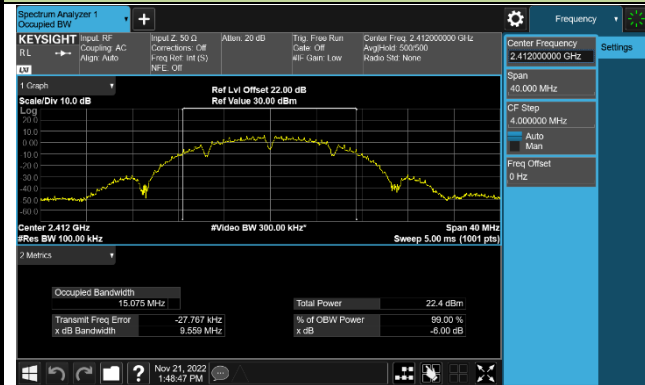 Spectrum Analyzer 1
Occupied BW
+
Frequency
KEYSIGHT
RL
LXI
Input: RF
Coupling: AC
Align: Auto
Input Z: 50 Ω
Corrections: Off
Freq Ref: Int (S)
NFE: Off
Atten: 20 dB
Trig: Free Run
Gate: Off
#IF Gain: Low
Center Freq: 2.412000000 GHz
Avg|Hold: 500/500
Radio Std: None
Center Frequency
2.412000000 GHz
Settings
Span
40.000 MHz
CF Step
4.000000 MHz
Auto
Man
Freq Offset
0 Hz
1 Graph
Scale/Div 10.0 dB
Ref Lvl Offset 22.00 dB
Ref Value 30.00 dBm
Log
20.0
10.0
0.00
-10.0
-20.0
-30.0
-40.0
-50.0
-60.0
Center 2.412 GHz
#Res BW 100.00 kHz
#Video BW 300.00 kHz*
Span 40 MHz
Sweep 5.00 ms (1001 pts)
2 Metrics
Occupied Bandwidth
15.075 MHz
Total Power 22.4 dBm
Transmit Freq Error -27.767 kHz
% of OBW Power 99.00 %
x dB Bandwidth 9.559 MHz
x dB -6.00 dB
?
Nov 21, 2022
1:48:47 PM